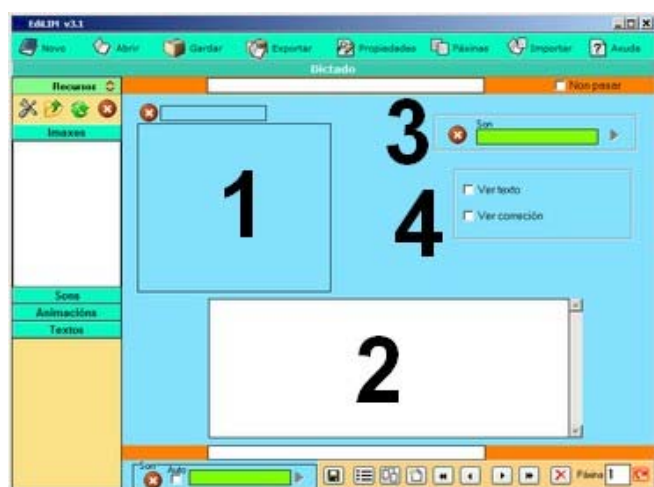 EdiLIM v3.1
Novo Abrir Gardar Exportar Propiedades Páxinas Importar Axuda
Dictado
Recursos
Non pasar
Imaxes
3
Son
1
4
Ver texto
Ver corrección
Sons
Animacións
Textos
2
Son
Auto
Páxina 1